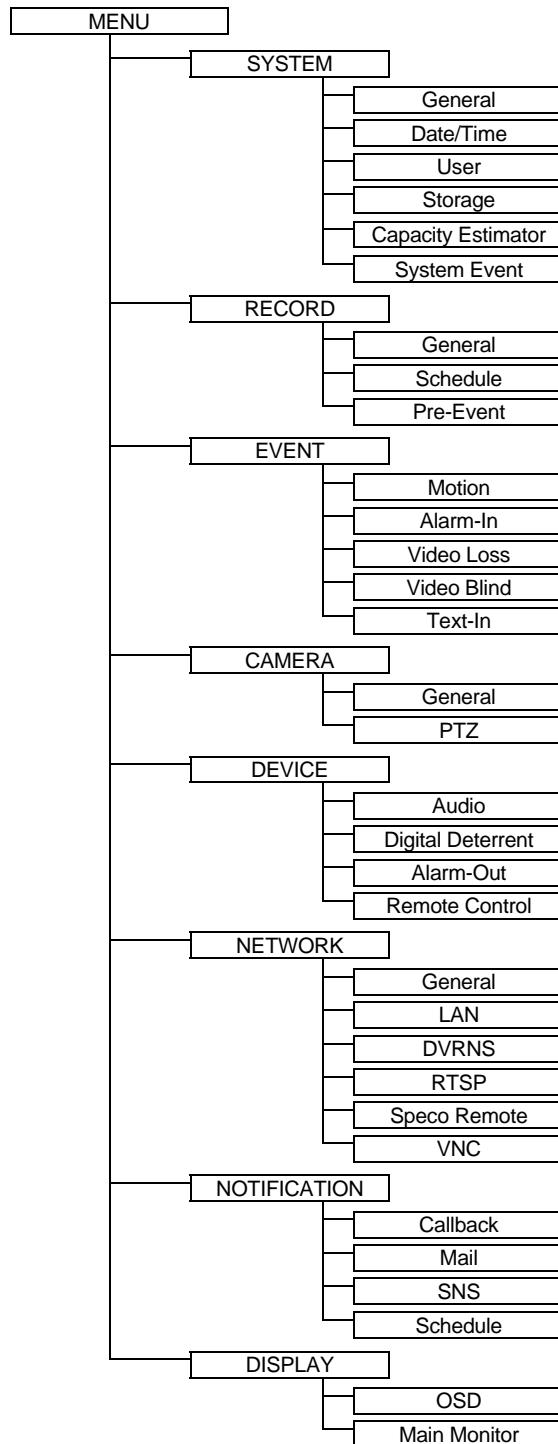 MENU
SYSTEM
General
Date/Time
User
Storage
Capacity Estimator
System Event
RECORD
General
Schedule
Pre-Event
EVENT
Motion
Alarm-In
Video Loss
Video Blind
Text-In
CAMERA
General
PTZ
DEVICE
Audio
Digital Deterrent
Alarm-Out
Remote Control
NETWORK
General
LAN
DVRNS
RTSP
Speco Remote
VNC
NOTIFICATION
Callback
Mail
SNS
Schedule
DISPLAY
OSD
Main Monitor